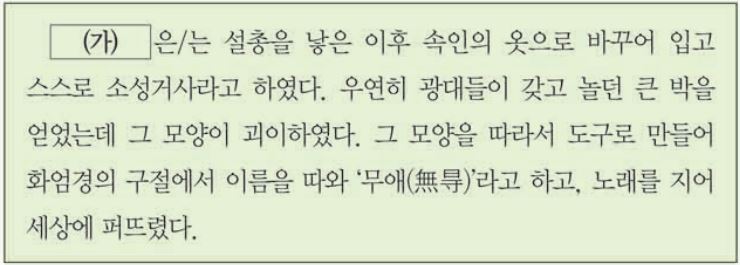 (가) 은/는 설총을 낳은 이후 속인의 옷으로 바꾸어 입고
스스로 소성거사라고 하였다. 우연히 광대들이 갖고 놀던 큰 박을
얻었는데 그 모양이 괴이하였다. 그 모양을 따라서 도구로 만들어
화엄경의 구절에서 이름을 따와 ‘무애(無㝵)’라고 하고, 노래를 지어
세상에 퍼뜨렸다.